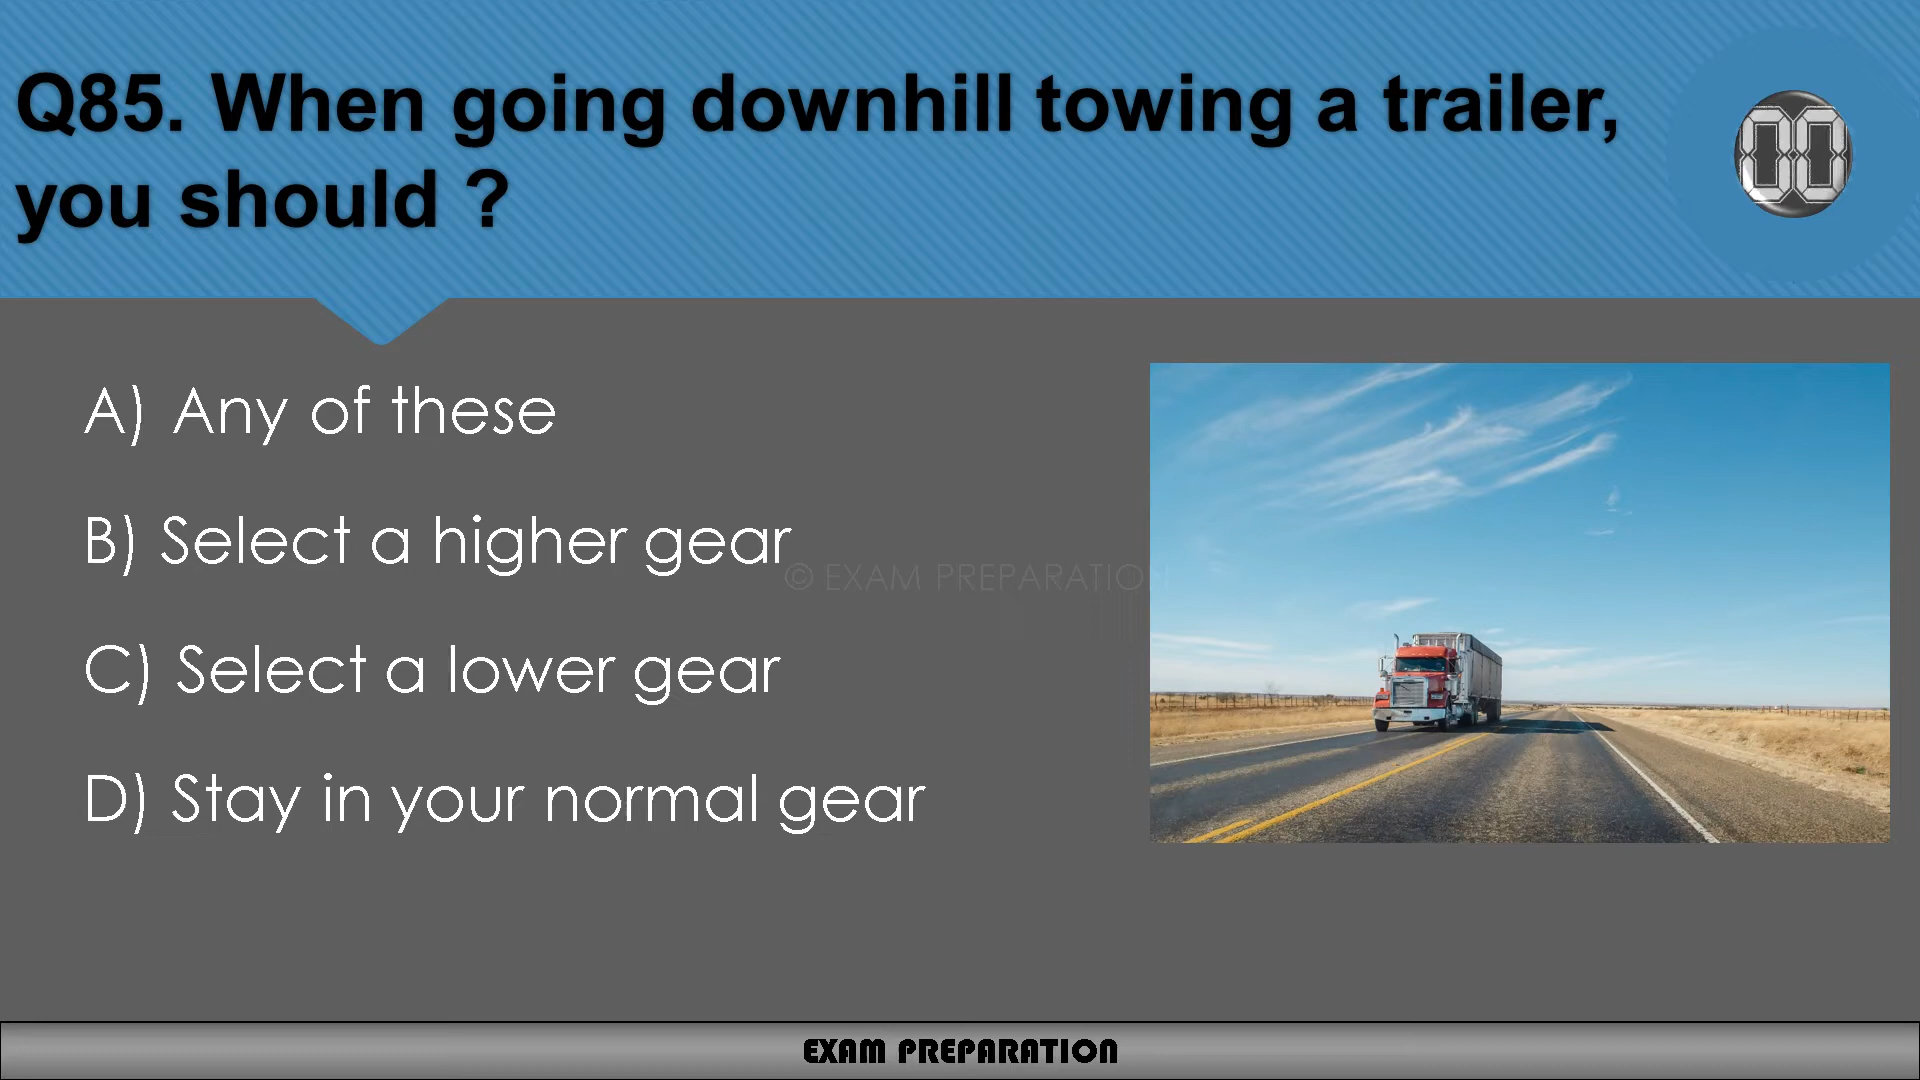 Q85. When going downhill towing a trailer,
you should ?
00
A) Any of these
B) Select a higher gear
© EXAM PREPARATION
C) Select a lower gear
D) Stay in your normal gear
EXAM PREPARATION